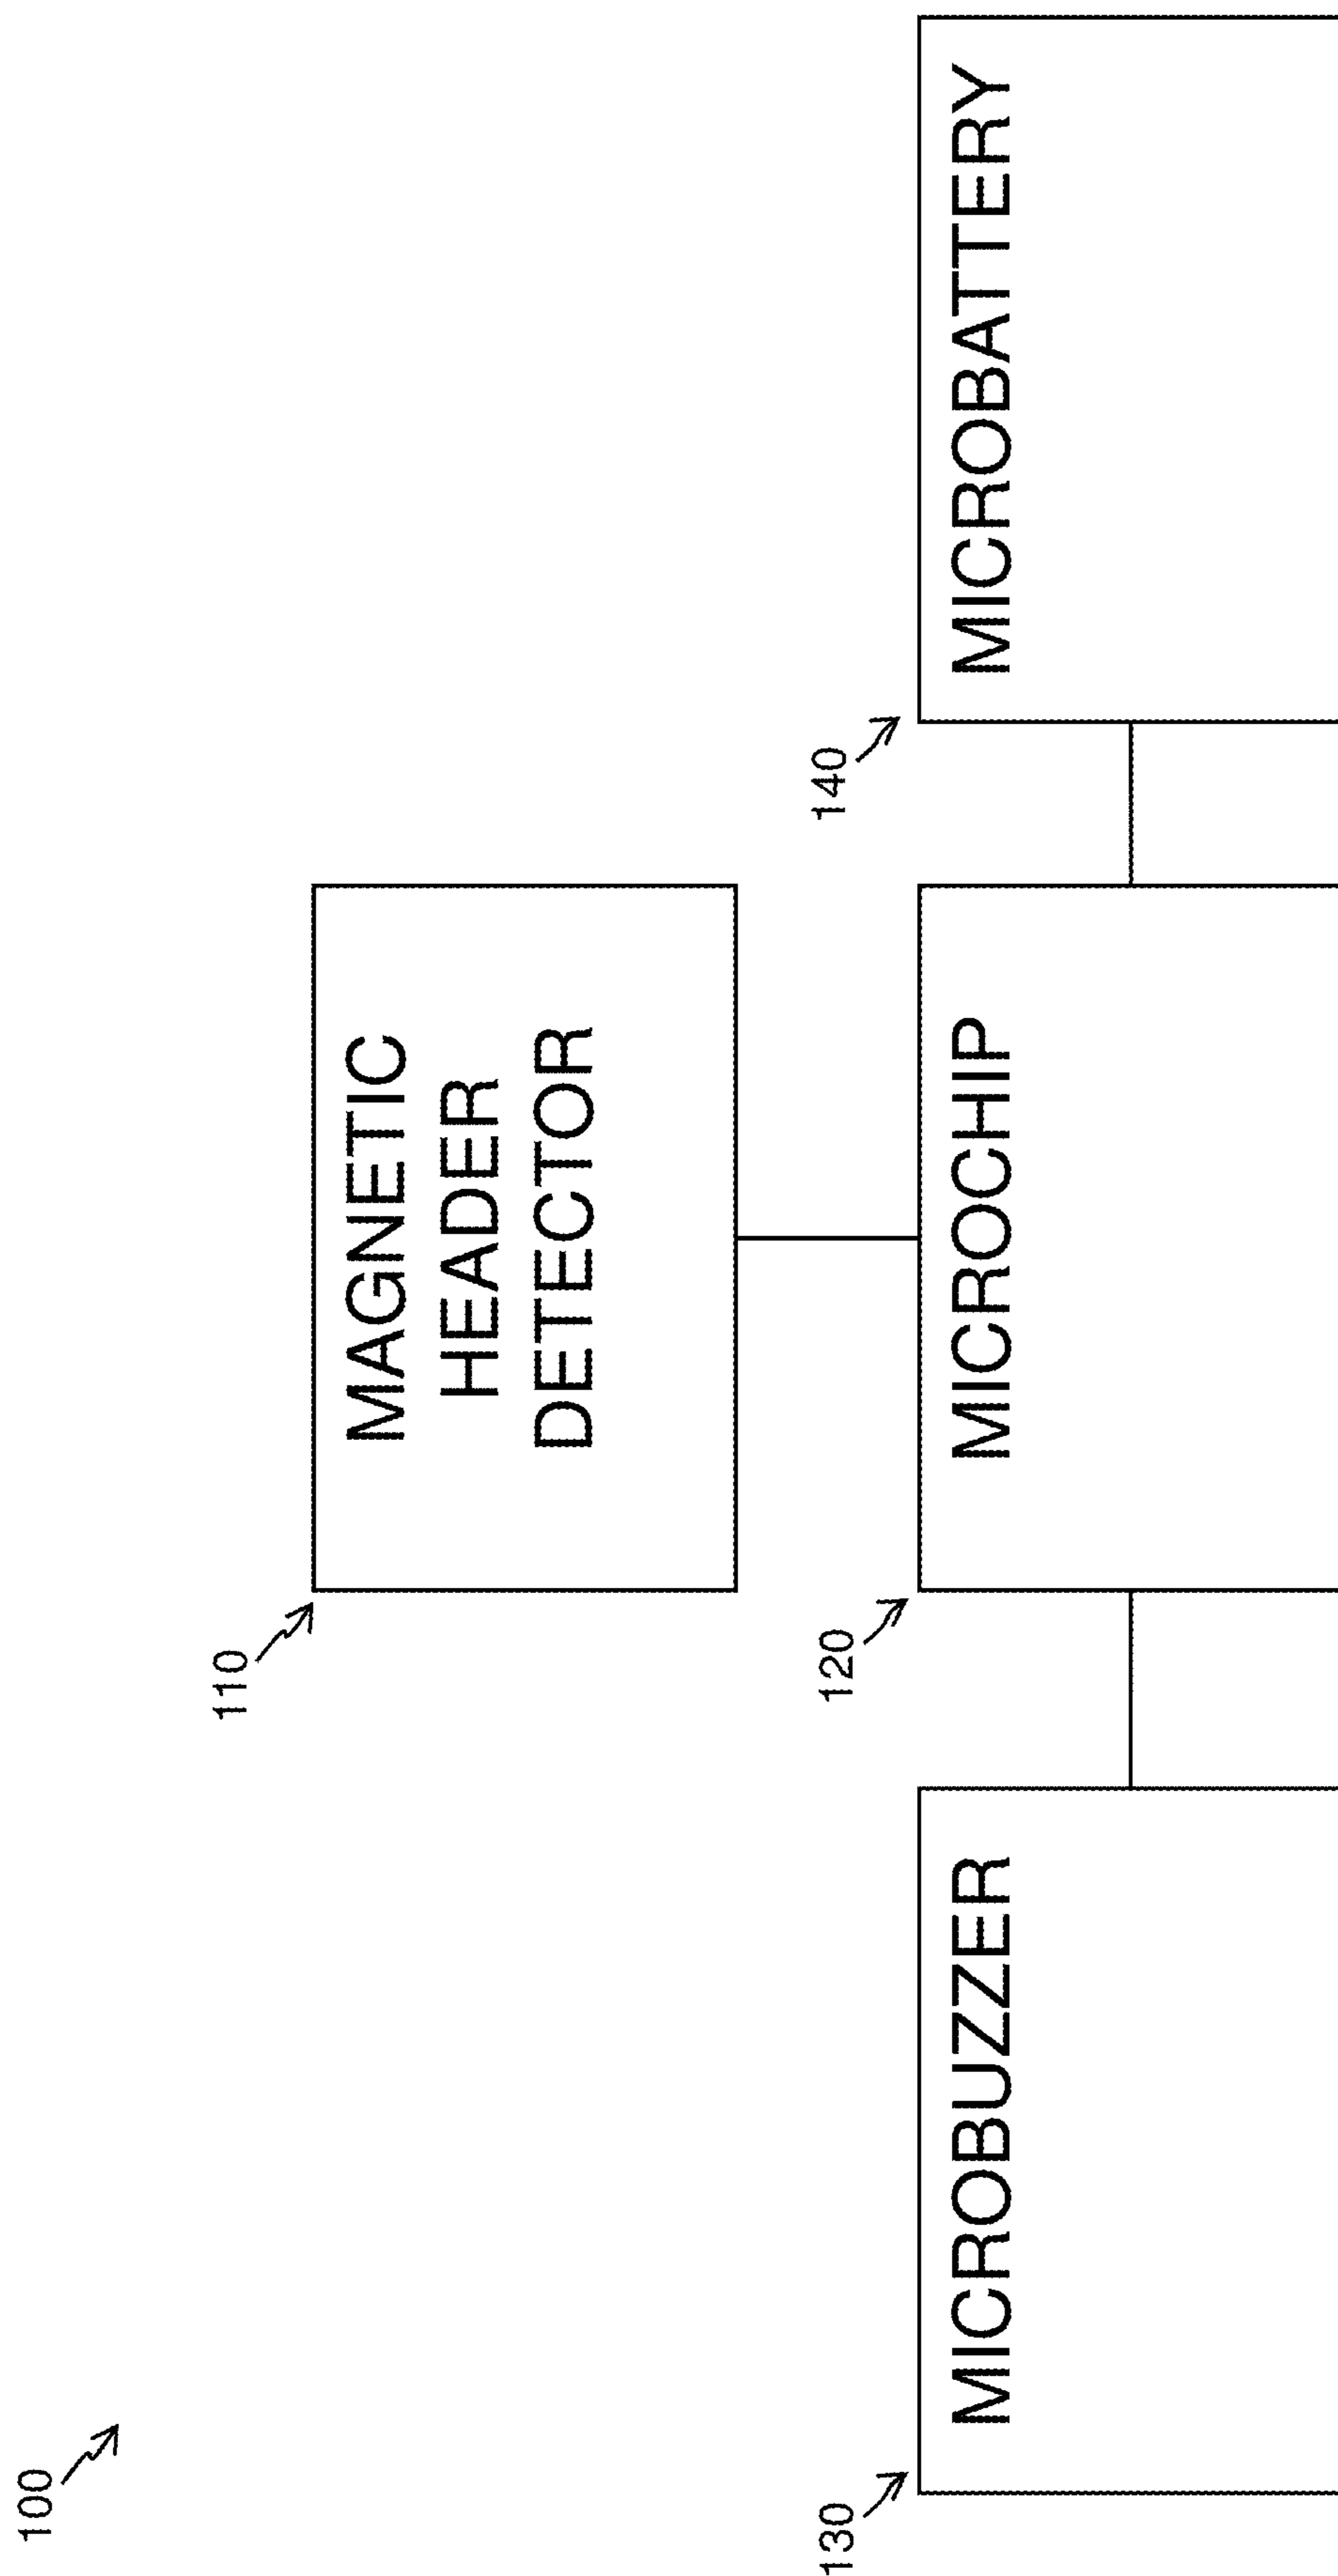 100
110
MAGNETIC
HEADER
DETECTOR
130
MICROBUZZER
120
MICROCHIP
140
MICROBATTERY